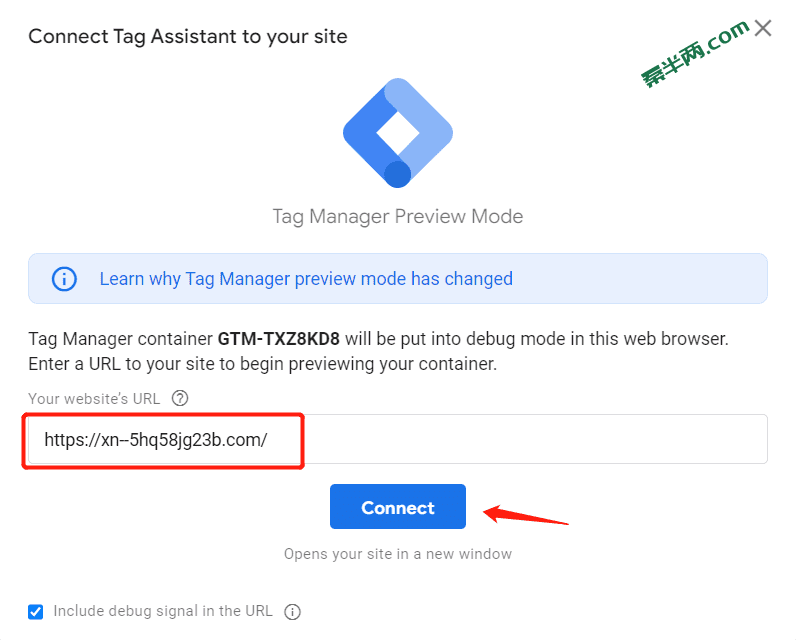 Connect Tag Assistant to your site
秦半两.com
Tag Manager Preview Mode
Learn why Tag Manager preview mode has changed
Tag Manager container GTM-TXZ8KD8 will be put into debug mode in this web browser.
Enter a URL to your site to begin previewing your container.
Your website's URL
https://xn--5hq58jg23b.com/
Connect
Opens your site in a new window
Include debug signal in the URL